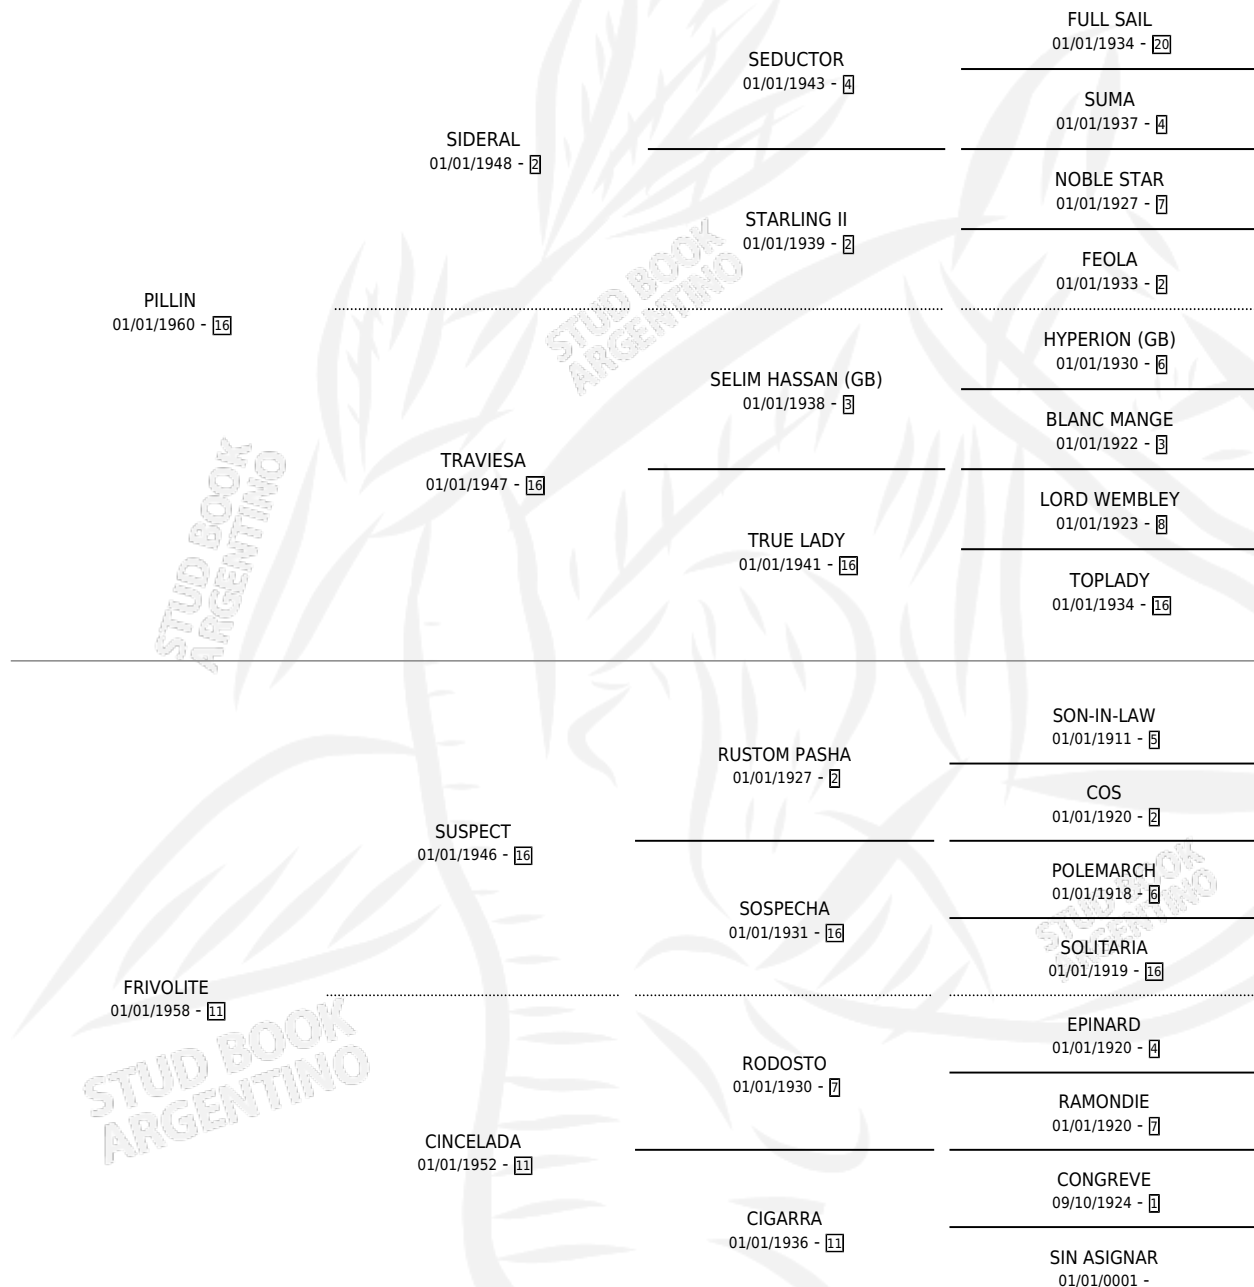 FULL SAIL
01/01/1934 - 20
SEDUCTOR
01/01/1943 - 4
SUMA
01/01/1937 - 4
SIDERAL
01/01/1948 - 2
NOBLE STAR
01/01/1927 - 7
STARLING II
01/01/1939 - 2
FEOLA
01/01/1933 - 2
PILLIN
01/01/1960 - 16
HYPERION (GB)
01/01/1930 - 6
SELIM HASSAN (GB)
01/01/1938 - 3
BLANC MANGE
01/01/1922 - 3
TRAVIESA
01/01/1947 - 16
LORD WEMBLEY
01/01/1923 - 8
TRUE LADY
01/01/1941 - 16
TOPLADY
01/01/1934 - 16
STUD BOOK
ARGENTINO
STUD BOOK
ARGENTINO
SON-IN-LAW
01/01/1911 - 5
RUSTOM PASHA
01/01/1927 - 2
COS
01/01/1920 - 2
SUSPECT
01/01/1946 - 16
POLEMARCH
01/01/1918 - 6
SOSPECHA
01/01/1931 - 16
SOLITARIA
01/01/1919 - 16
FRIVOLITE
01/01/1958 - 11
EPINARD
01/01/1920 - 4
RODOSTO
01/01/1930 - 7
RAMONDIE
01/01/1920 - 7
CINCELADA
01/01/1952 - 11
CONGREVE
09/10/1924 - 1
CIGARRA
01/01/1936 - 11
SIN ASIGNAR
01/01/0001 -
STUD BOOK
ARGENTINO
STUD BOOK
ARGENTINO